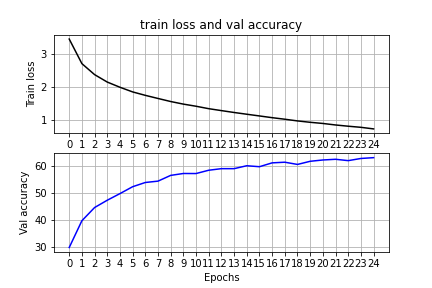 train loss and val accuracy
Train loss
3
2
1
0 1 2 3 4 5 6 7 8 9 10 11 12 13 14 15 16 17 18 19 20 21 22 23 24
Val accuracy
60
50
40
30
0 1 2 3 4 5 6 7 8 9 10 11 12 13 14 15 16 17 18 19 20 21 22 23 24
Epochs